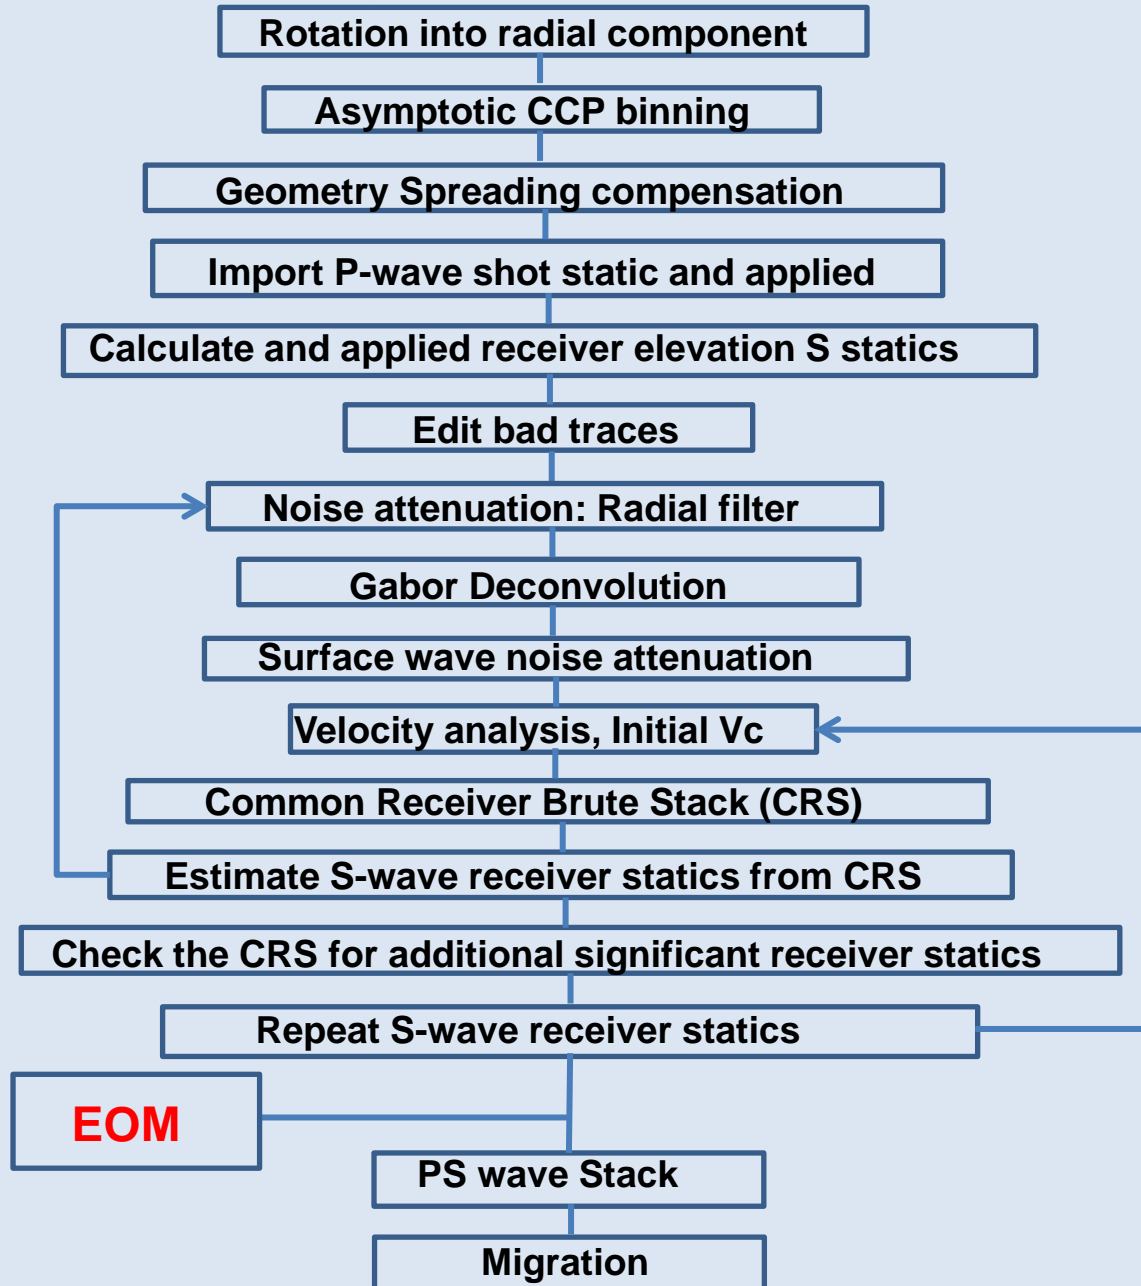 Rotation into radial component
Asymptotic CCP binning
Geometry Spreading compensation
Import P-wave shot static and applied
Calculate and applied receiver elevation S statics
Edit bad traces
Noise attenuation: Radial filter
Gabor Deconvolution
Surface wave noise attenuation
Velocity analysis, Initial Vc
Common Receiver Brute Stack (CRS)
Estimate S-wave receiver statics from CRS
Check the CRS for additional significant receiver statics
Repeat S-wave receiver statics
EOM
PS wave Stack
Migration